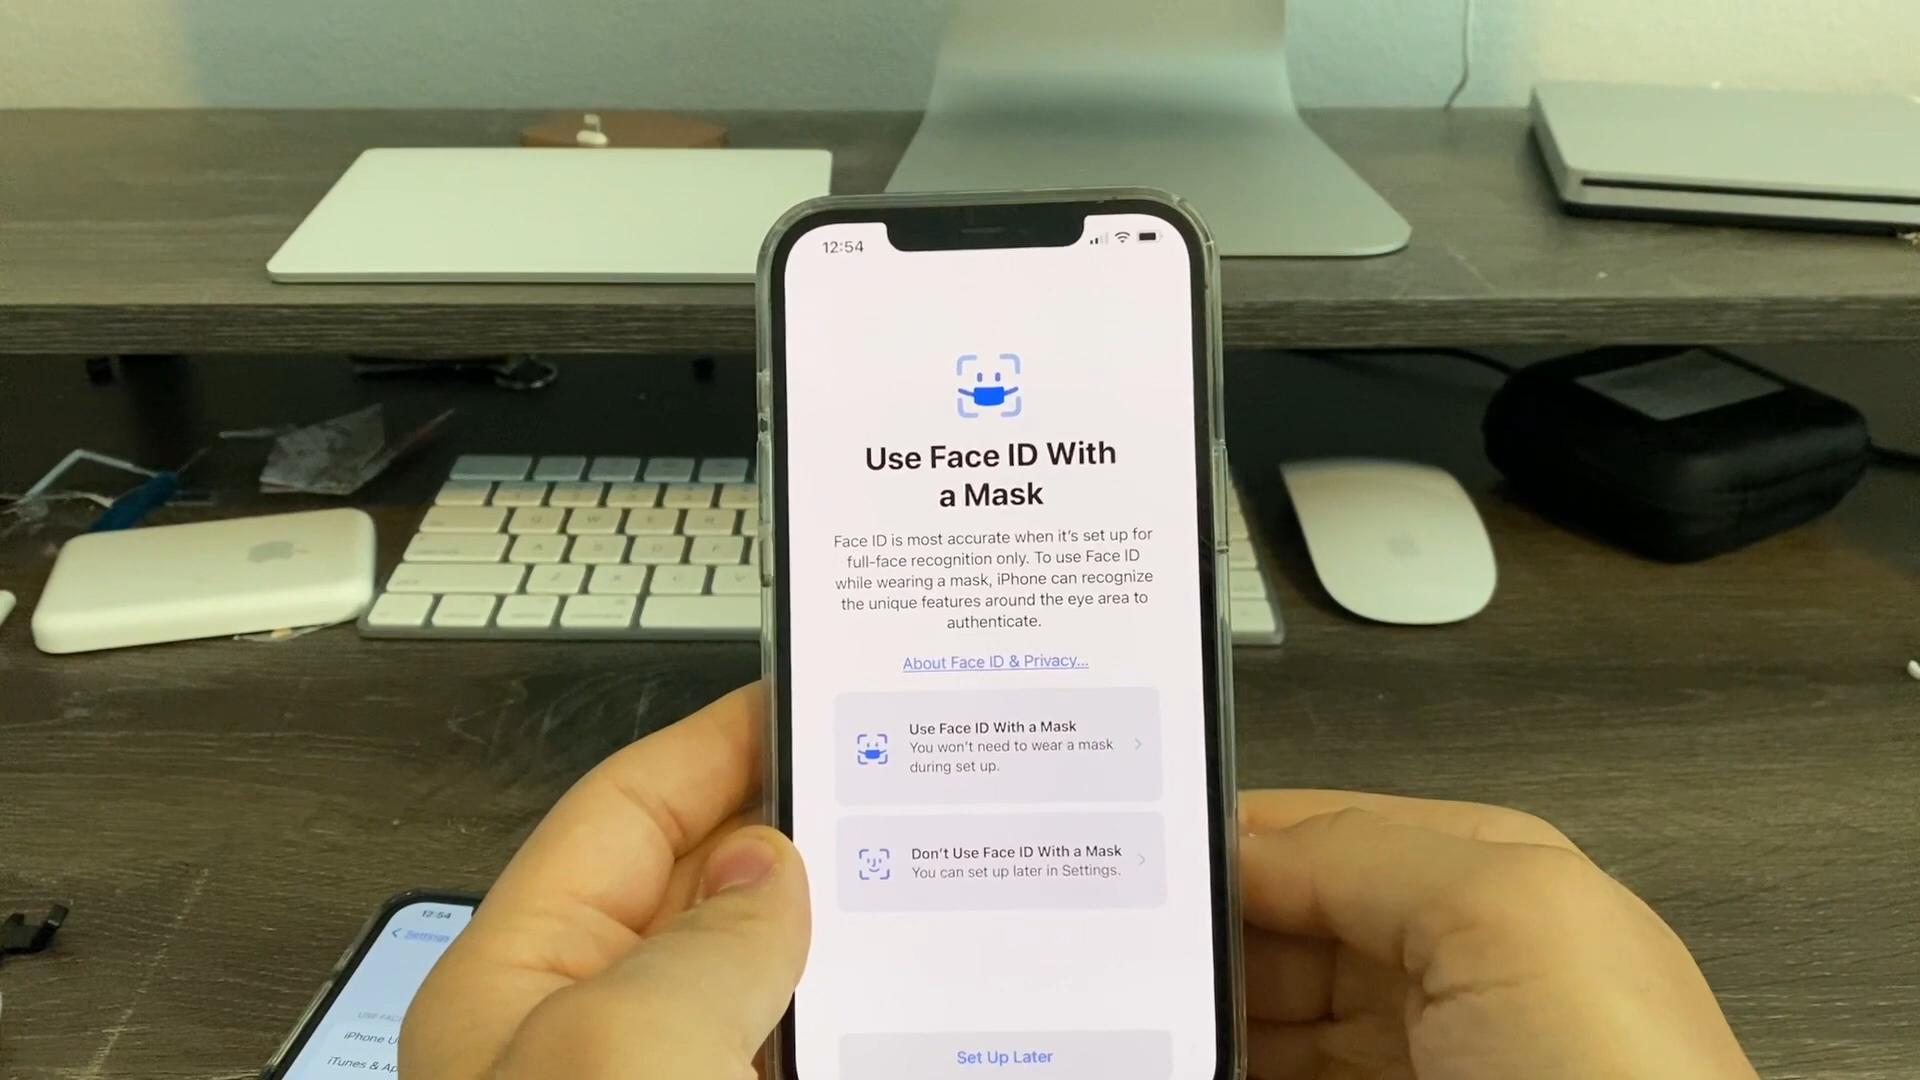 12:54
Use Face ID With
a Mask
Face ID is most accurate when it's set up for
full-face recognition only. To use Face ID
while wearing a mask, iPhone can recognize
the unique features around the eye area to
authenticate.
About Face ID & Privacy...
Use Face ID With a Mask
You won't need to wear a mask
during set up.
Don't Use Face ID With a Mask
You can set up later in Settings.
Set Up Later
12:54
Settings
USE FAC
iPhone U
iTunes & Ap
Q W E R
A S D F
Z X C V